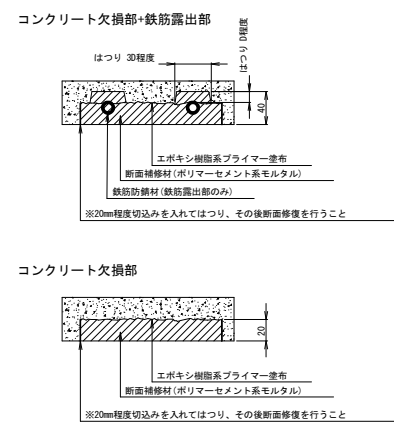 コンクリート欠損部+鉄筋露出部
はつり D程度
はつり 3D程度
40
エポキシ樹脂系プライマー塗布
断面補修材(ポリマーセメント系モルタル)
鉄筋防錆材(鉄筋露出部のみ)
※20mm程度切込みを入れてはつり、その後断面修復を行うこと
コンクリート欠損部
20
エポキシ樹脂系プライマー塗布
断面補修材(ポリマーセメント系モルタル)
※20mm程度切込みを入れてはつり、その後断面修復を行うこと